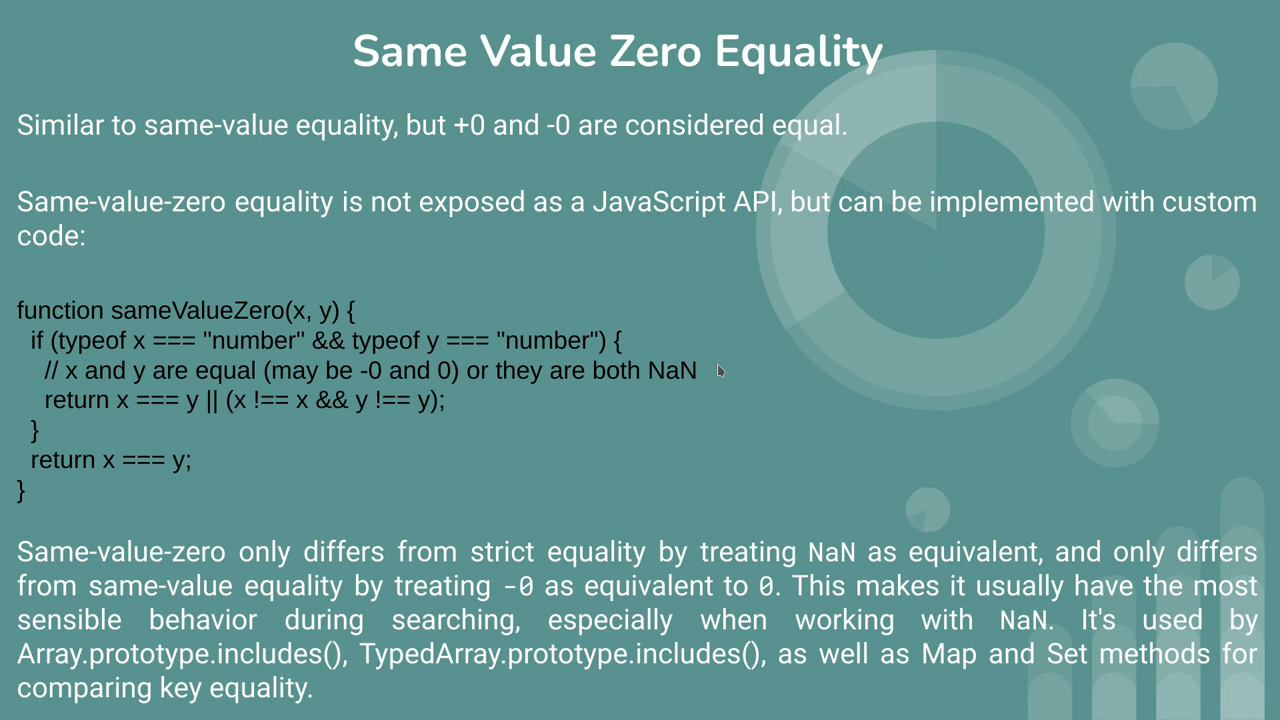 Same Value Zero Equality
Similar to same-value equality, but +0 and -0 are considered equal.
Same-value-zero equality is not exposed as a JavaScript API, but can be implemented with custom
code:
function sameValueZero(x, y) {
if (typeof x === "number" && typeof y === "number") {
// x and y are equal (may be -0 and 0) or they are both NaN
return x === y || (x !== x && y !== y);
}
return x === y;
}
Same-value-zero only differs from strict equality by treating NaN as equivalent, and only differs
from same-value equality by treating -0 as equivalent to 0. This makes it usually have the most
sensible behavior during searching, especially when working with NaN. It's used by
Array.prototype.includes(), TypedArray.prototype.includes(), as well as Map and Set methods for
comparing key equality.